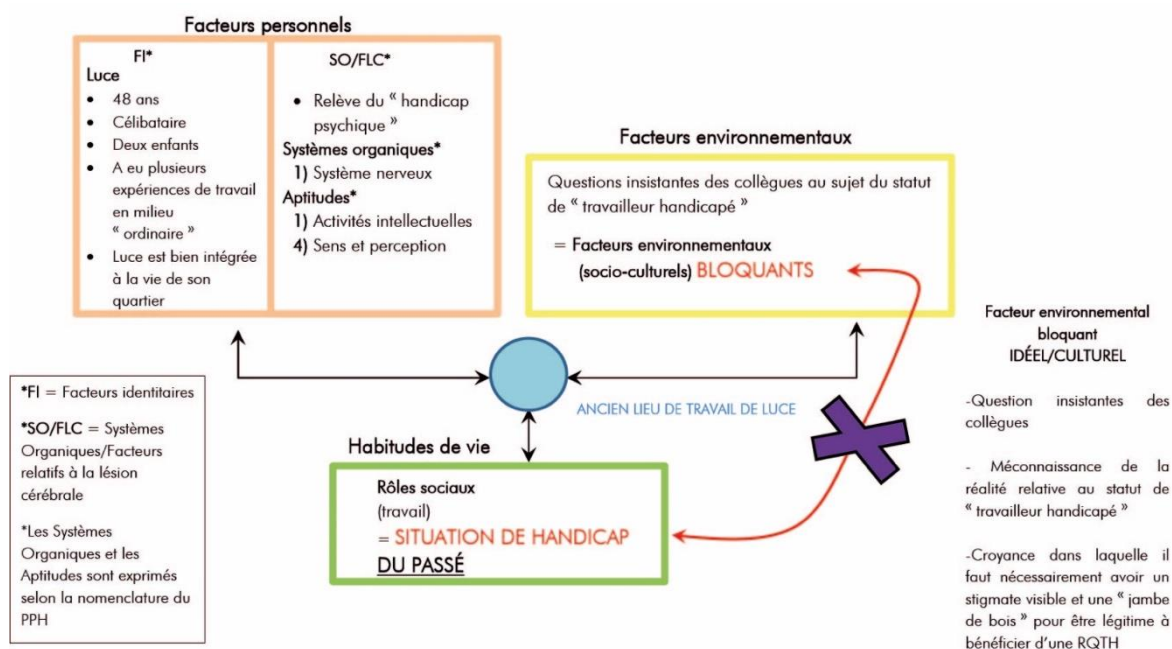 Facteurs personnels
FI*
Luce
• 48 ans
• Célibataire
• Deux enfants
• A eu plusieurs
expériences de travail
en milieu
“ ordinaire ”
• Luce est bien intégrée
à la vie de son
quartier
SO/FLC*
• Relève du “ handicap
psychique ”
Systèmes organiques*
1) Système nerveux
Aptitudes*
1) Activités intellectuelles
4) Sens et perception
Facteurs environnementaux
Questions insistantes des collègues au sujet du statut
de “ travailleur handicapé ”
= Facteurs environnementaux
(socio-culturels) BLOQUANTS
ANCIEN LIEU DE TRAVAIL DE LUCE
Habitudes de vie
Rôles sociaux
(travail)
= SITUATION DE HANDICAP
DU PASSÉ
*FI = Facteurs identitaires
*SO/FLC = Systèmes
Organiques/Facteurs
relatifs à la lésion
cérébrale
*Les Systèmes
Organiques et les
Aptitudes sont exprimés
selon la nomenclature du
PPH
Facteur environnemental
bloquant
IDÉEL/CULTUREL
-Question insistantes des
collègues
- Méconnaissance de la
réalité relative au statut de
“ travailleur handicapé ”
-Croyance dans laquelle il
faut nécessairement avoir un
stigmate visible et une “ jambe
de bois ” pour être légitime à
bénéficier d’une RQTH